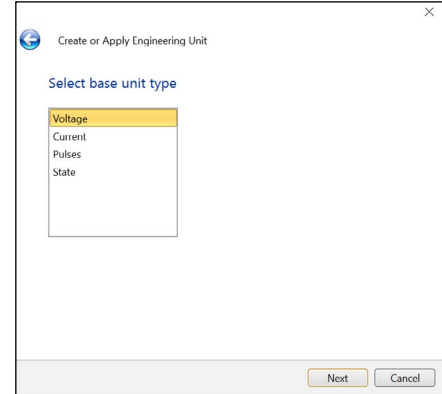 Create or Apply Engineering Unit
Select base unit type
Voltage
Current
Pulses
State
Next
Cancel